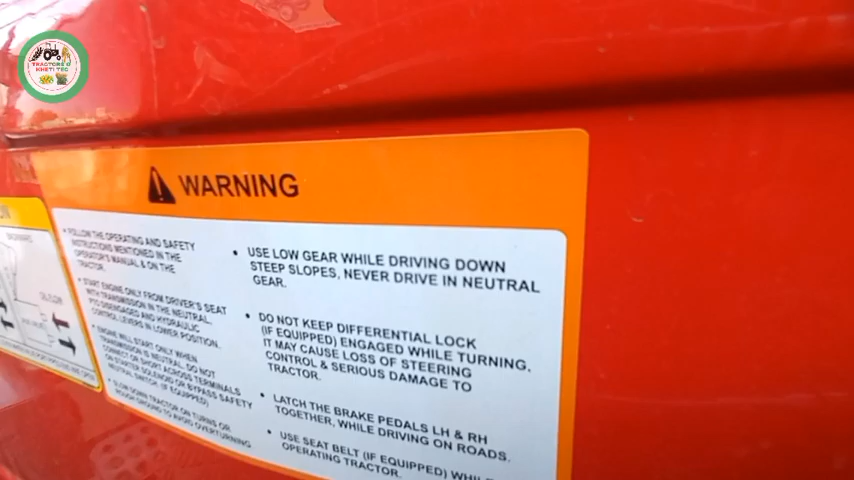 TRACTORS &
KHETI TEC
WARNING
• FOLLOW THE OPERATING AND SAFETY
INSTRUCTIONS MENTIONED IN THE
OPERATOR'S MANUAL & ON THE
TRACTOR.
• START ENGINE ONLY FROM DRIVER'S SEAT
WITH TRANSMISSION IN THE NEUTRAL,
PTO DISENGAGED AND HYDRAULIC
CONTROL LEVERS IN LOWER POSITION.
• ENGINE WILL START ONLY WHEN
TRANSMISSION IS NEUTRAL. DO NOT
CONNECT OR SHORT ACROSS TERMINALS
ON STARTER SOLENOID OR BYPASS SAFETY
NEUTRAL SWITCH. (IF EQUIPPED)
• SLOW DOWN TRACTOR ON TURNS OR
ROUGH GROUND TO AVOID OVERTURNING
• USE LOW GEAR WHILE DRIVING DOWN
STEEP SLOPES, NEVER DRIVE IN NEUTRAL
GEAR.
• DO NOT KEEP DIFFERENTIAL LOCK
(IF EQUIPPED) ENGAGED WHILE TURNING,
IT MAY CAUSE LOSS OF STEERING
CONTROL & SERIOUS DAMAGE TO
TRACTOR.
• LATCH THE BRAKE PEDALS LH & RH
TOGETHER, WHILE DRIVING ON ROADS.
• USE SEAT BELT (IF EQUIPPED) WHILE
OPERATING TRACTOR.